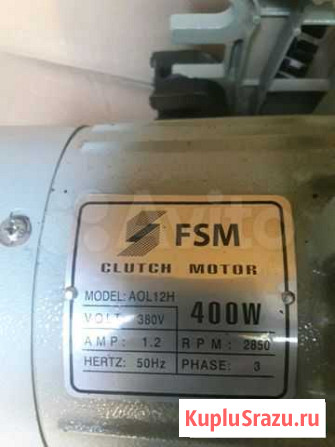 FSM
CLUTCH MOTOR
MODEL: AOL12H
VOLT: 380V
400W
AMP: 1.2
RPM: 2850
HERTZ: 50Hz
PHASE: 3
Avito
KupluSrazu.ru